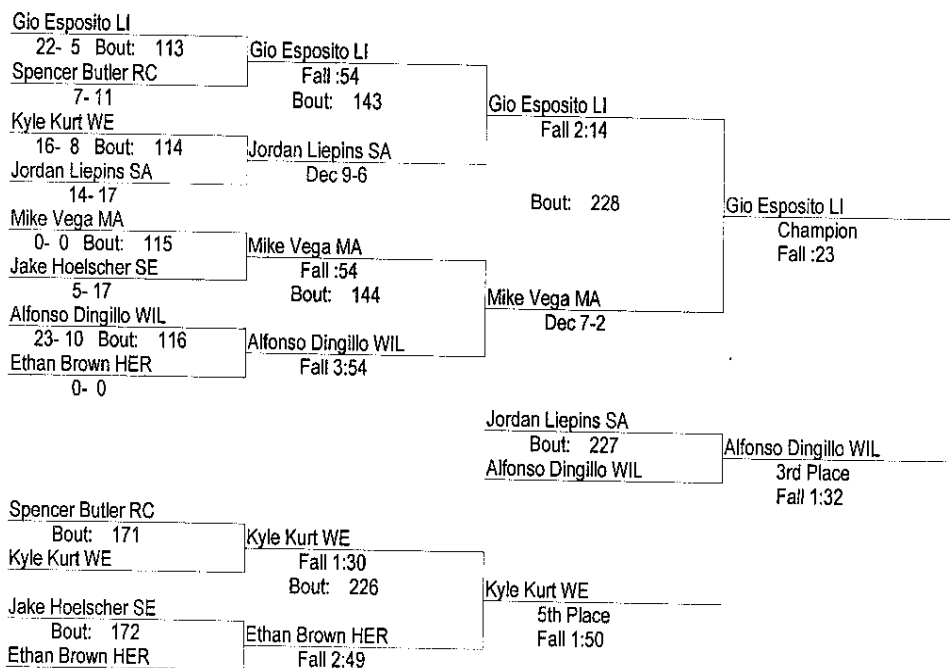 Gio Esposito LI
22- 5 Bout: 113
Gio Esposito LI
Spencer Butler RC
Fall :54
7- 11
Bout: 143
Gio Esposito LI
Kyle Kurt WE
Fall 2:14
16- 8 Bout: 114
Jordan Liepins SA
Jordan Liepins SA
Dec 9-6
14- 17
Bout: 228
Gio Esposito LI
Mike Vega MA
Champion
0- 0 Bout: 115
Mike Vega MA
Fall :23
Jake Hoelscher SE
Fall :54
5- 17
Bout: 144
Mike Vega MA
Alfonso Dingillo WIL
Dec 7-2
23- 10 Bout: 116
Alfonso Dingillo WIL
Ethan Brown HER
Fall 3:54
0- 0
Jordan Liepins SA
Bout: 227
Alfonso Dingillo WIL
Alfonso Dingillo WIL
3rd Place
Fall 1:32
Spencer Butler RC
Bout: 171
Kyle Kurt WE
Kyle Kurt WE
Fall 1:30
Bout: 226
Kyle Kurt WE
Jake Hoelscher SE
5th Place
Bout: 172
Ethan Brown HER
Fall 1:50
Ethan Brown HER
Fall 2:49